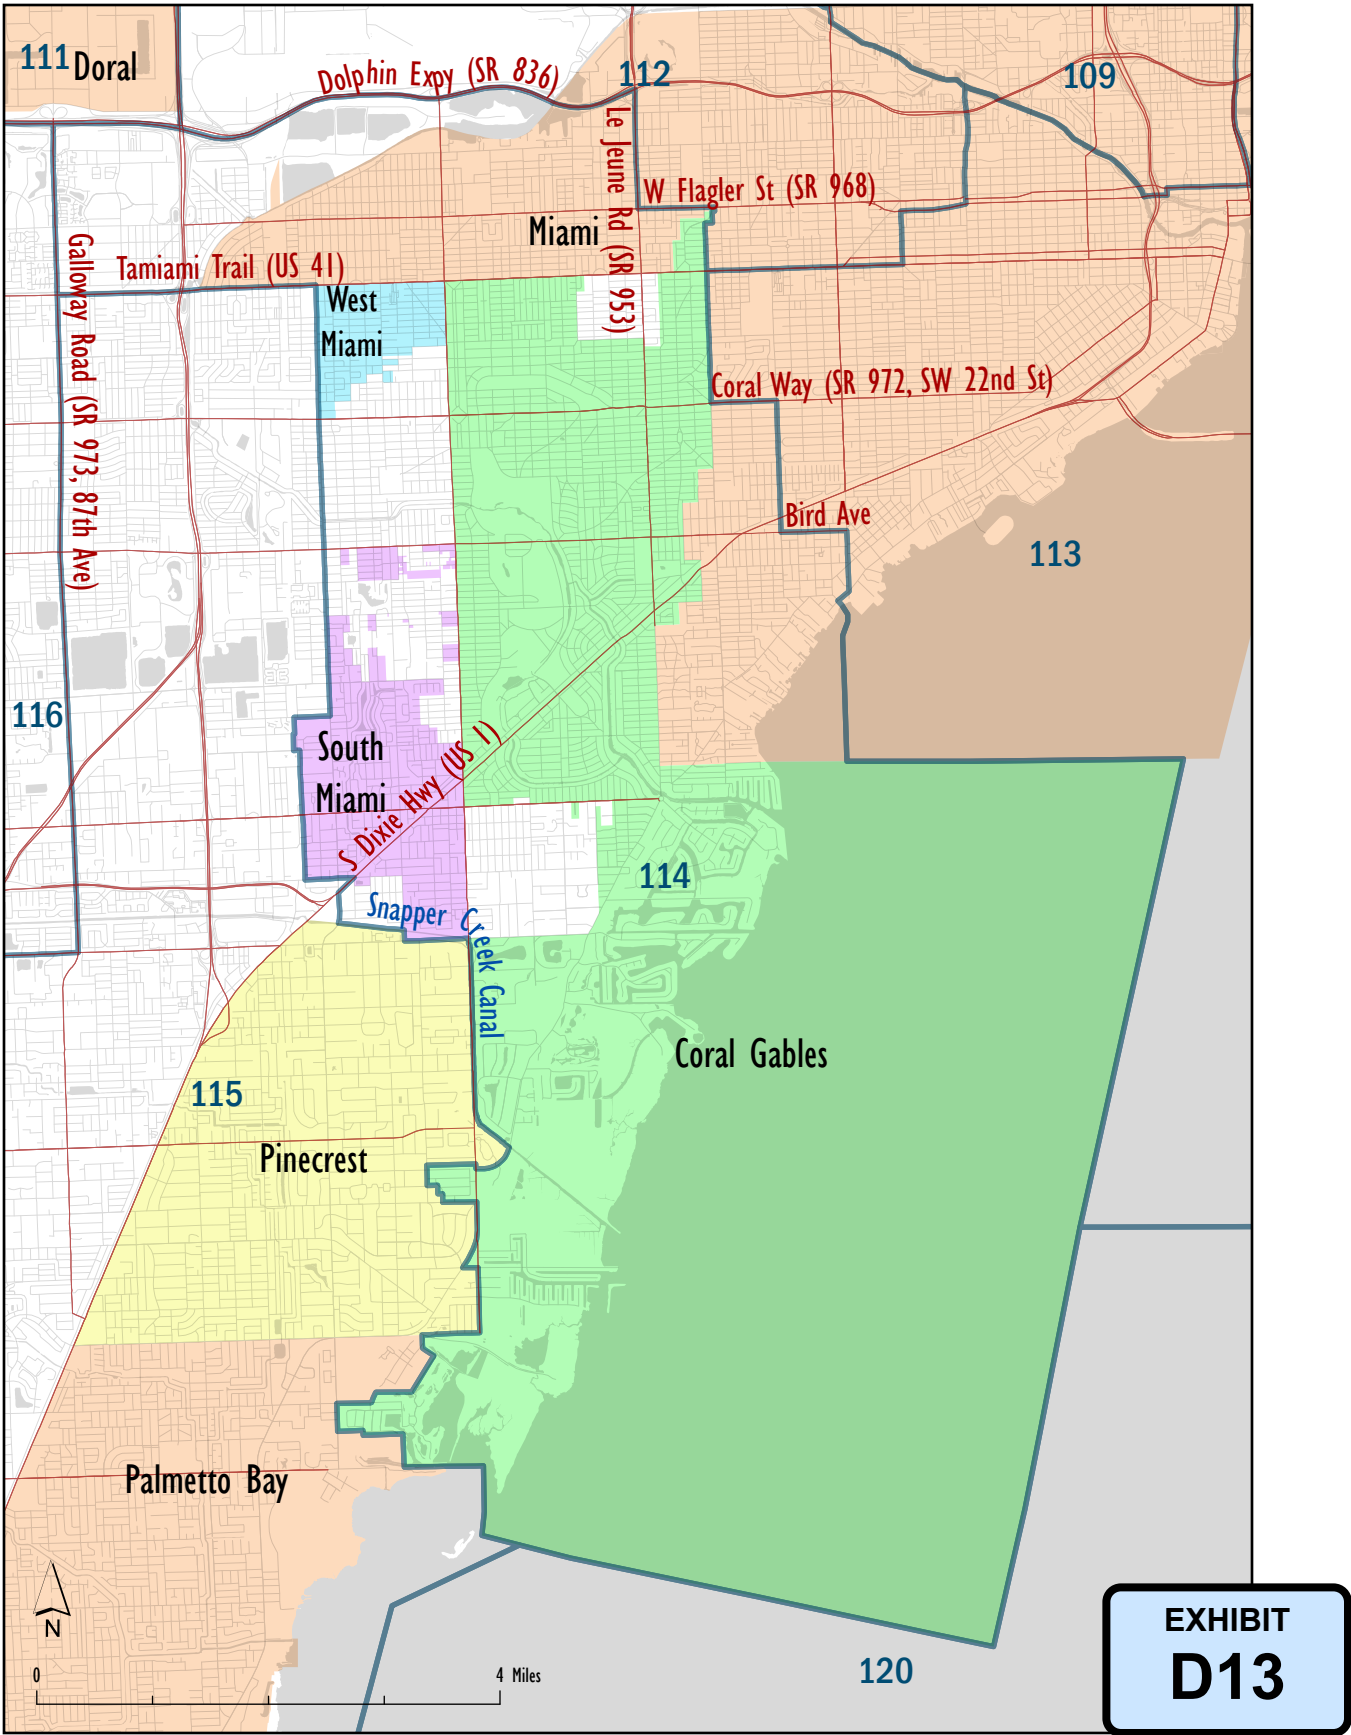 111 Doral
Dolphin Expy (SR 836)
112
109
Le Jeune Rd (SR 953)
W Flagler St (SR 968)
Miami
Galloway Road (SR 973, 87th Ave)
Tamiami Trail (US 41)
West
Miami
Coral Way (SR 972, SW 22nd St)
Bird Ave
113
116
South
Miami
S Dixie Hwy (US 1)
114
Snapper Creek Canal
Coral Gables
115
Pinecrest
Palmetto Bay
N
0
4 Miles
120
EXHIBIT
D13